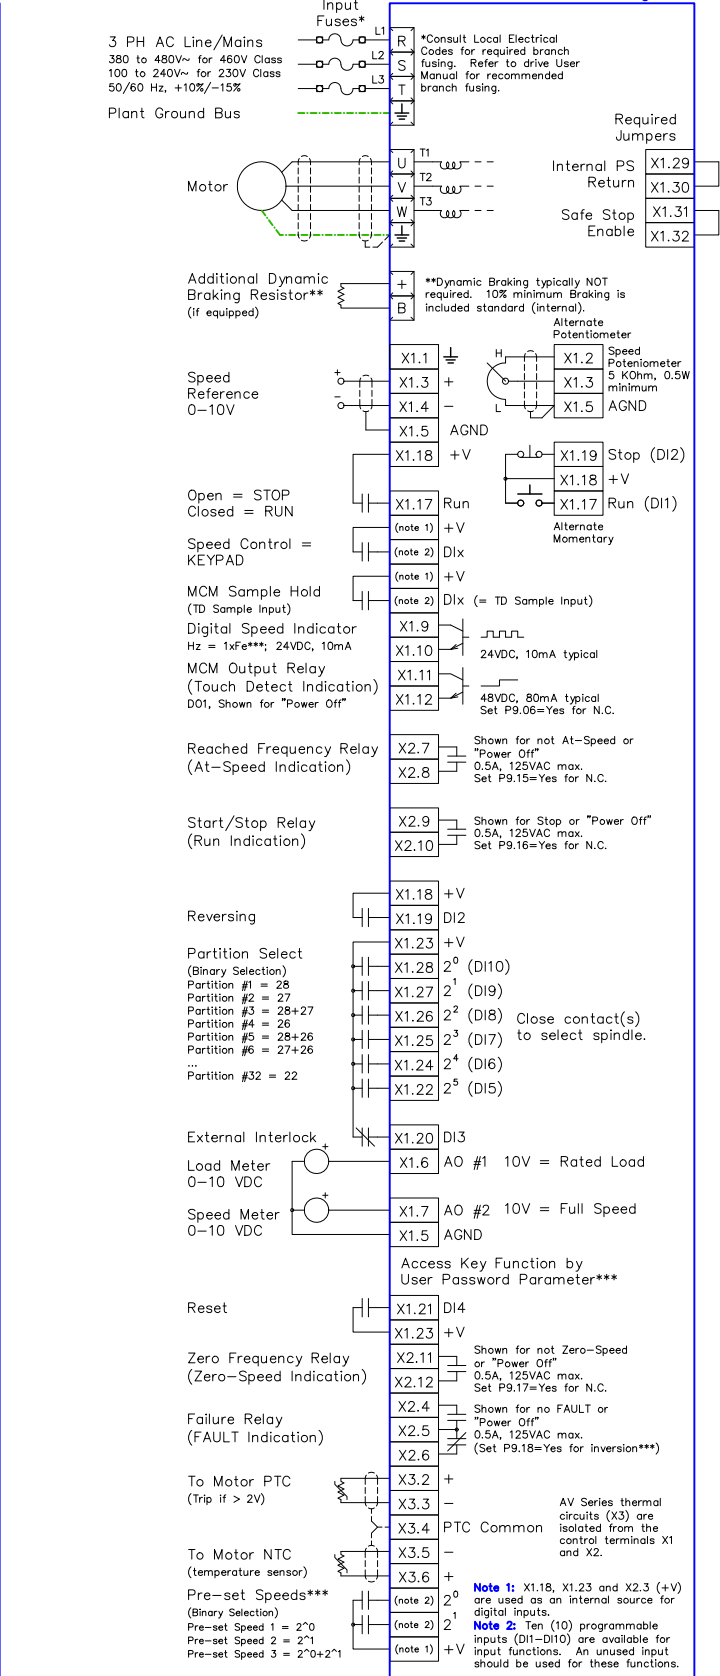 Input
Fuses*
3 PH AC Line/Mains
380 to 480V~ for 460V Class
100 to 240V~ for 230V Class
50/60 Hz, +10%/-15%
Plant Ground Bus
L1
L2
L3
R
S
T
*Consult Local Electrical
Codes for required branch
fusing. Refer to drive User
Manual for recommended
branch fusing.
Motor
U
V
W
T1
T2
T3
Required
Jumpers
Internal PS
Return
X1.29
X1.30
Safe Stop
Enable
X1.31
X1.32
Additional Dynamic
Braking Resistor**
(if equipped)
+
B
**Dynamic Braking typically NOT
required. 10% minimum Braking is
included standard (internal).
Speed
Reference
0-10V
+
-
X1.1
X1.3 +
X1.4 -
X1.5 AGND
X1.18 +V
Alternate
Potentiometer
H
L
X1.2
X1.3
X1.5 AGND
Speed
Poteniometer
5 KOhm, 0.5W
minimum
X1.19 Stop (DI2)
X1.18 +V
X1.17 Run (DI1)
Alternate
Momentary
Open = STOP
Closed = RUN
X1.17 Run
Speed Control =
KEYPAD
(note 1) +V
(note 2) DIx
MCM Sample Hold
(TD Sample Input)
(note 1) +V
(note 2) DIx (= TD Sample Input)
Digital Speed Indicator
Hz = 1xFe***; 24VDC, 10mA
X1.9
X1.10
24VDC, 10mA typical
MCM Output Relay
(Touch Detect Indication)
DO1, Shown for "Power Off"
X1.11
X1.12
48VDC, 80mA typical
Set P9.06=Yes for N.C.
Reached Frequency Relay
(At-Speed Indication)
X2.7
X2.8
Shown for not At-Speed or
"Power Off"
0.5A, 125VAC max.
Set P9.15=Yes for N.C.
Start/Stop Relay
(Run Indication)
X2.9
X2.10
Shown for Stop or "Power Off"
0.5A, 125VAC max.
Set P9.16=Yes for N.C.
Reversing
X1.18 +V
X1.19 DI2
Partition Select
(Binary Selection)
Partition #1 = 28
Partition #2 = 27
Partition #3 = 28+27
Partition #4 = 26
Partition #5 = 28+26
Partition #6 = 27+26
...
Partition #32 = 22
X1.23 +V
X1.28 2⁰ (DI10)
X1.27 2¹ (DI9)
X1.26 2² (DI8)
X1.25 2³ (DI7)
X1.24 2⁴ (DI6)
X1.22 2⁵ (DI5)
Close contact(s)
to select spindle.
External Interlock
X1.20 DI3
Load Meter
0-10 VDC
+
X1.6 AO #1 10V = Rated Load
Speed Meter
0-10 VDC
+
X1.7 AO #2 10V = Full Speed
X1.5 AGND
Access Key Function by
User Password Parameter***
Reset
X1.21 DI4
X1.23 +V
Zero Frequency Relay
(Zero-Speed Indication)
X2.11
X2.12
Shown for not Zero-Speed
or "Power Off"
0.5A, 125VAC max.
Set P9.17=Yes for N.C.
Failure Relay
(FAULT Indication)
X2.4
X2.5
X2.6
Shown for no FAULT or
"Power Off"
0.5A, 125VAC max.
(Set P9.18=Yes for inversion***)
To Motor PTC
(Trip if > 2V)
X3.2 +
X3.3 -
X3.4 PTC Common
AV Series thermal
circuits (X3) are
isolated from the
control terminals X1
and X2.
To Motor NTC
(temperature sensor)
X3.5 -
X3.6 +
Pre-set Speeds***
(Binary Selection)
Pre-set Speed 1 = 2^0
Pre-set Speed 2 = 2^1
Pre-set Speed 3 = 2^0+2^1
(note 2) 2⁰
(note 2) 2¹
(note 1) +V
Note 1: X1.18, X1.23 and X2.3 (+V)
are used as an internal source for
digital inputs.
Note 2: Ten (10) programmable
inputs (DI1-DI10) are available for
input functions. An unused input
should be used for these functions.